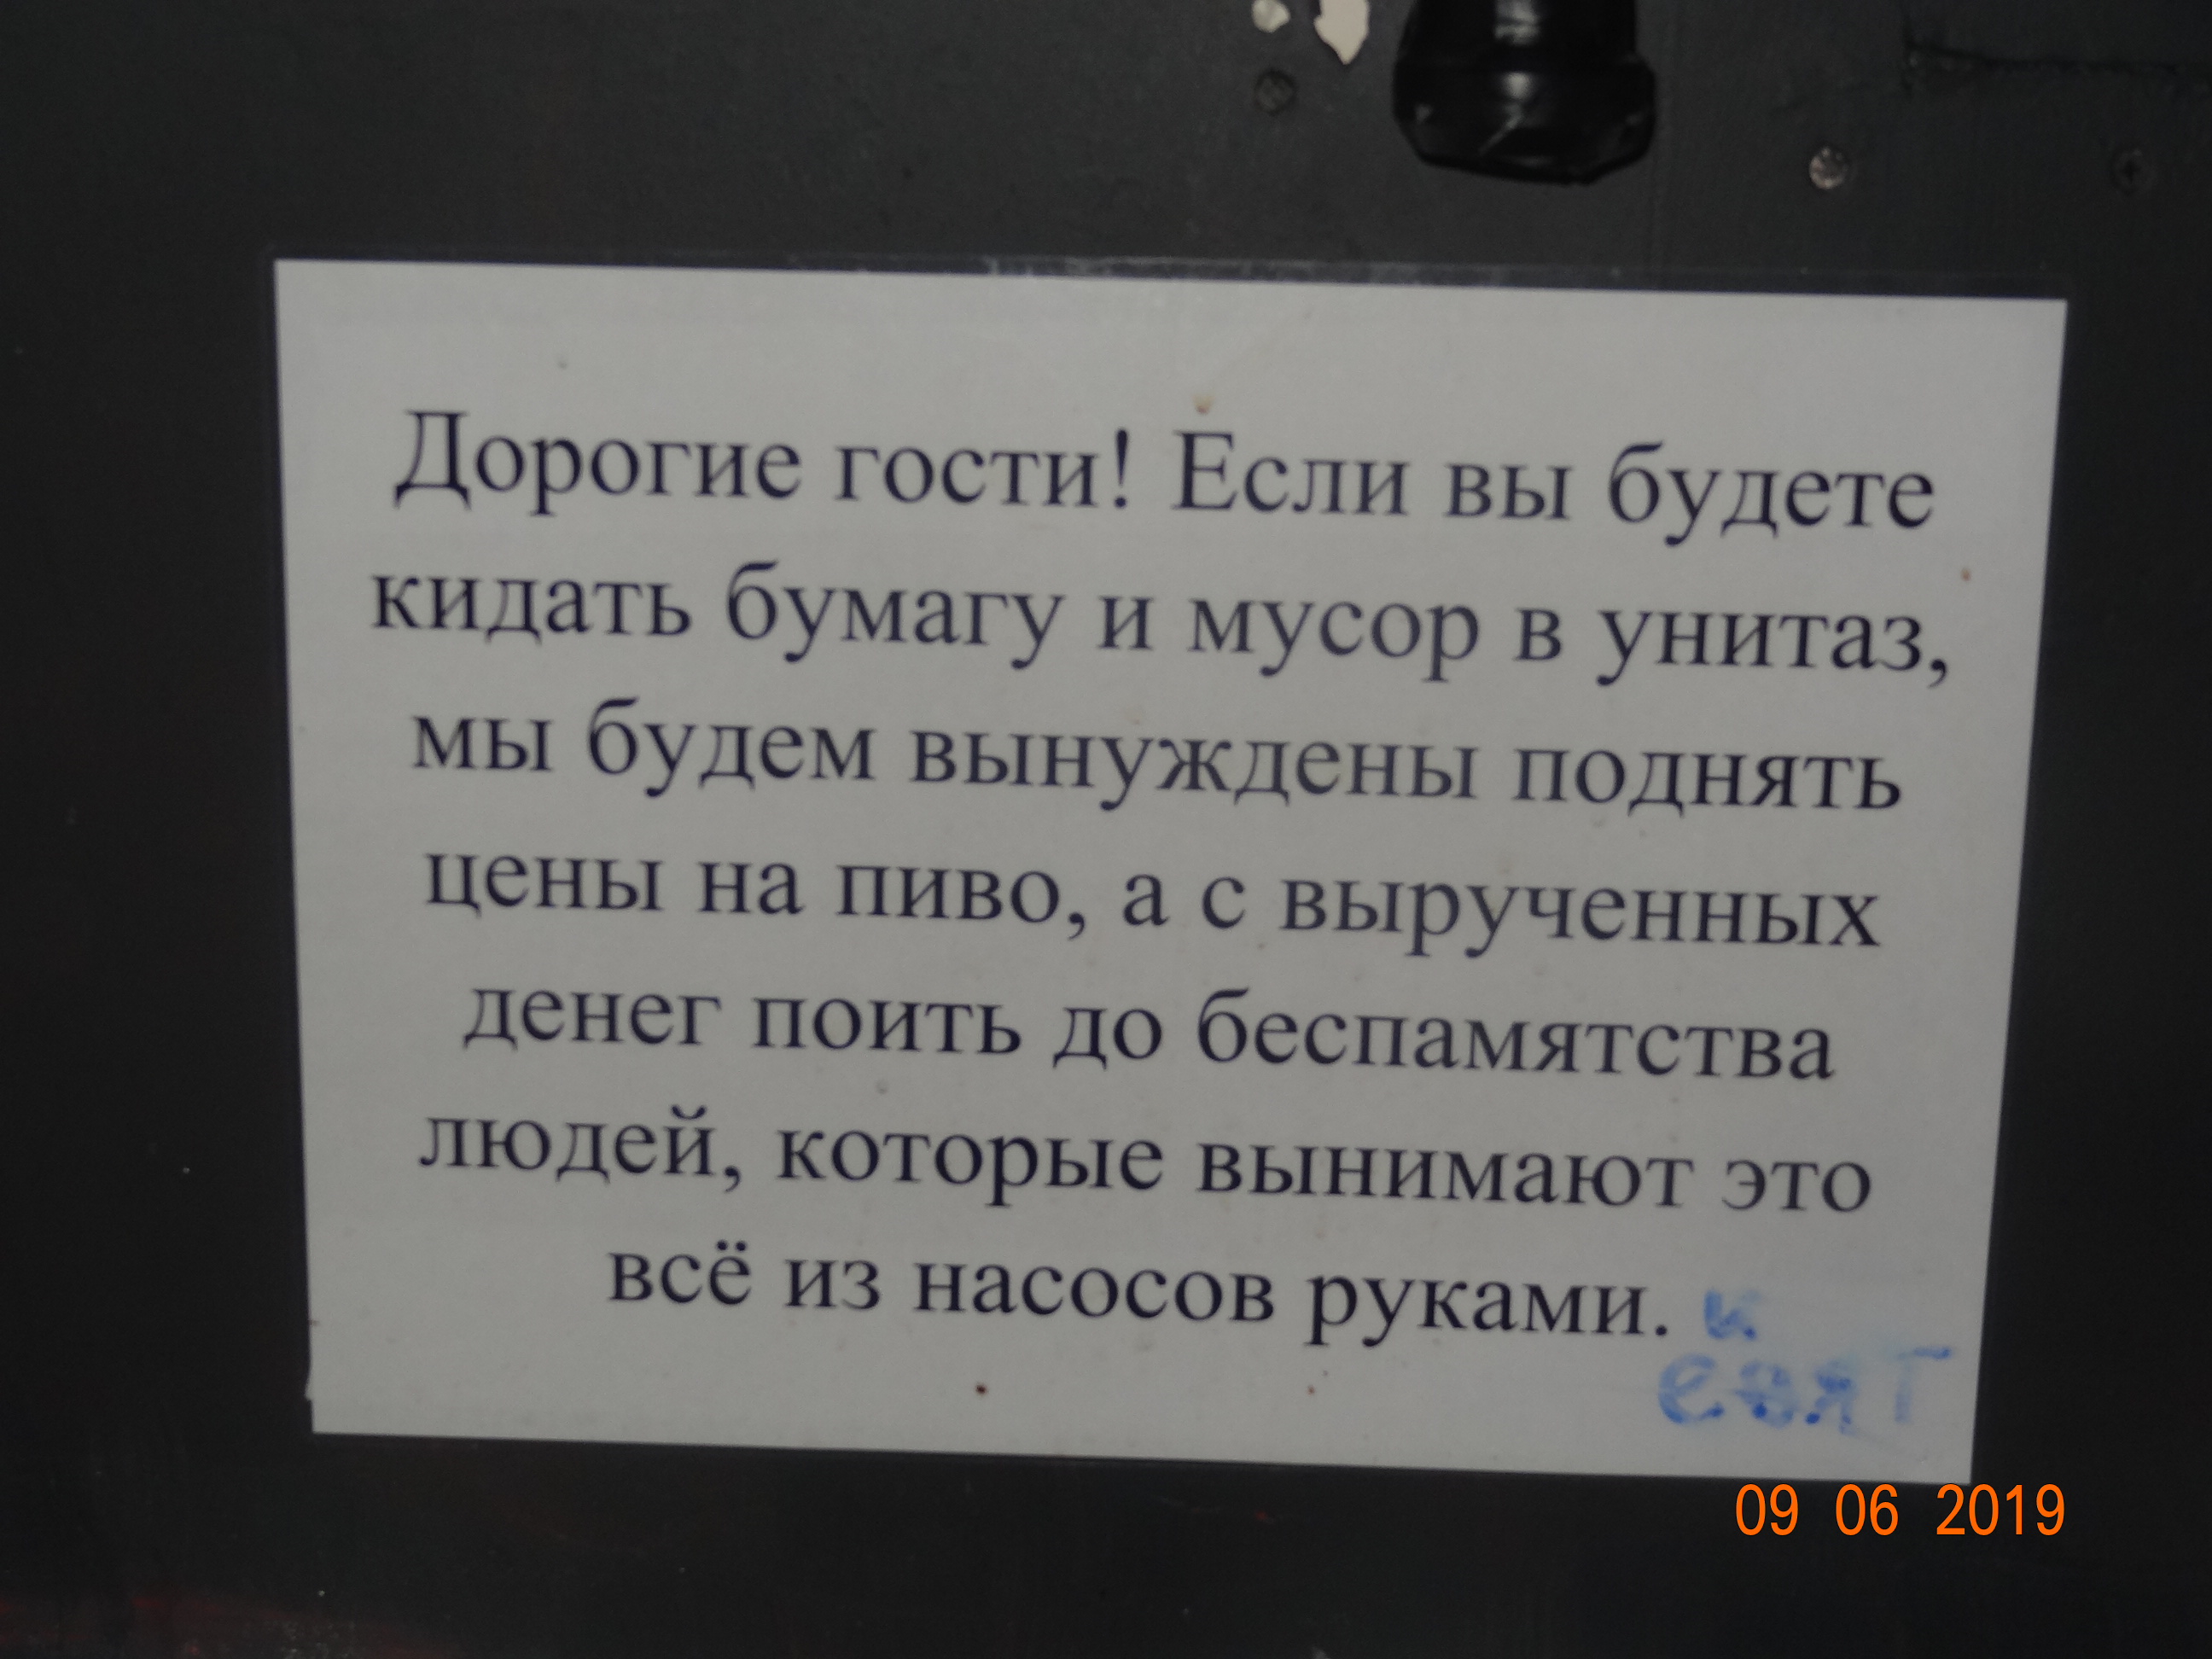 Дорогие гости! Если вы будете
кидать бумагу и мусор в унитаз,
мы будем вынуждены поднять
цены на пиво, а с вырученных
денег поить до беспамятства
людей, которые вынимают это
всё из насосов руками. и
09 06 2019